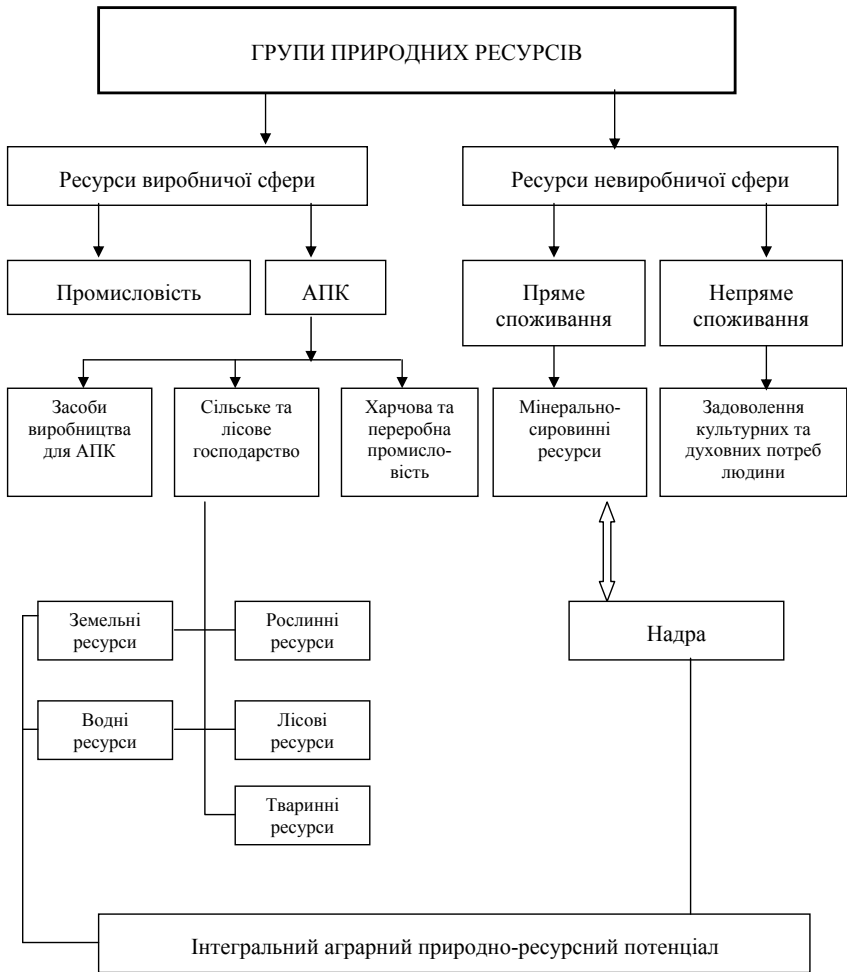 ГРУПИ ПРИРОДНИХ РЕСУРСІВ
Ресурси виробничої сфери
Ресурси невиробничої сфери
Промисловість
АПК
Пряме
споживання
Непряме
споживання
Засоби
виробництва
для АПК
Сільське та
лісове
господарство
Харчова та
переробна
промисло-
вість
Мінерально-
сировинні
ресурси
Задоволення
культурних та
духовних потреб
людини
Земельні
ресурси
Рослинні
ресурси
Надра
Водні
ресурси
Лісові
ресурси
Тваринні
ресурси
Інтегральний аграрний природно-ресурсний потенціал